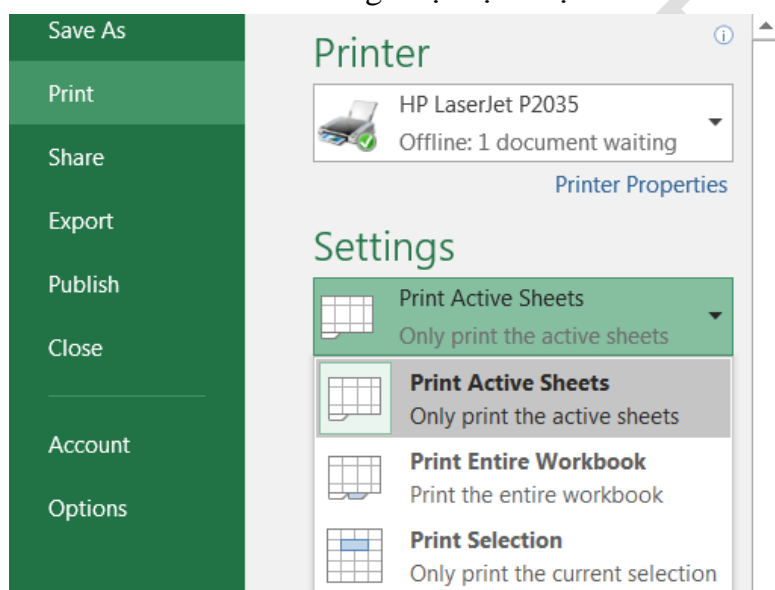 Save As
Print
Share
Export
Publish
Close
Account
Options
Printer
HP LaserJet P2035
Offline: 1 document waiting
Printer Properties
Settings
Print Active Sheets
Only print the active sheets
Print Active Sheets
Only print the active sheets
Print Entire Workbook
Print the entire workbook
Print Selection
Only print the current selection